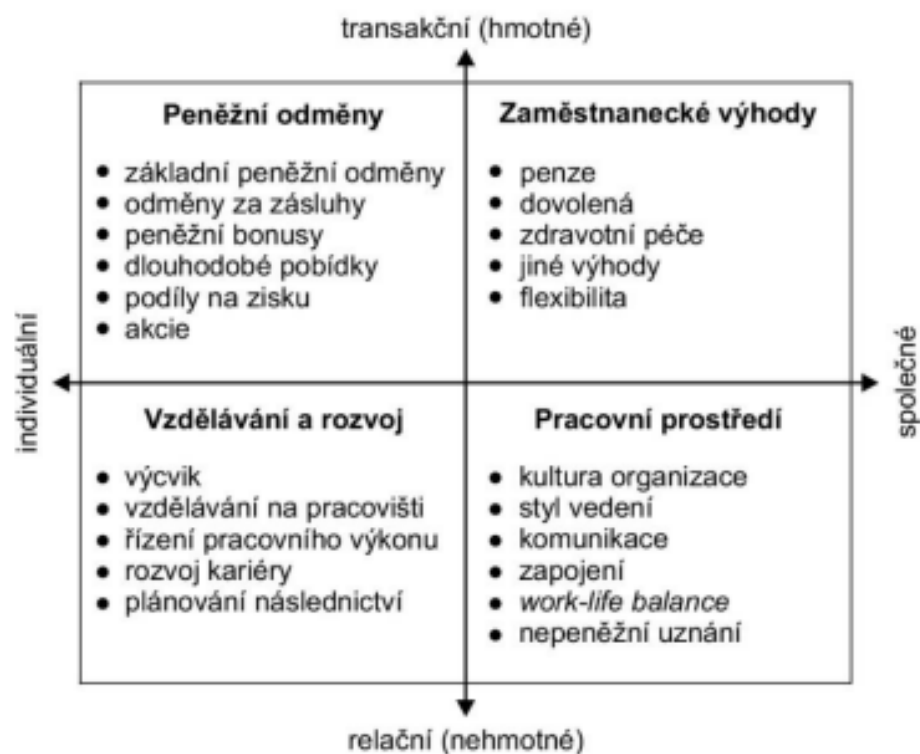 transakční (hmotné)
Peněžní odměny
• základní peněžní odměny
• odměny za zásluhy
• peněžní bonusy
• dlouhodobé pobídky
• podíly na zisku
• akcie
Zaměstnanecké výhody
• penze
• dovolená
• zdravotní péče
• jiné výhody
• flexibilita
individuální
společné
Vzdělávání a rozvoj
• výcvik
• vzdělávání na pracovišti
• řízení pracovního výkonu
• rozvoj kariéry
• plánování následnictví
Pracovní prostředí
• kultura organizace
• styl vedení
• komunikace
• zapojení
• work-life balance
• nepeněžní uznání
relační (nehmotné)